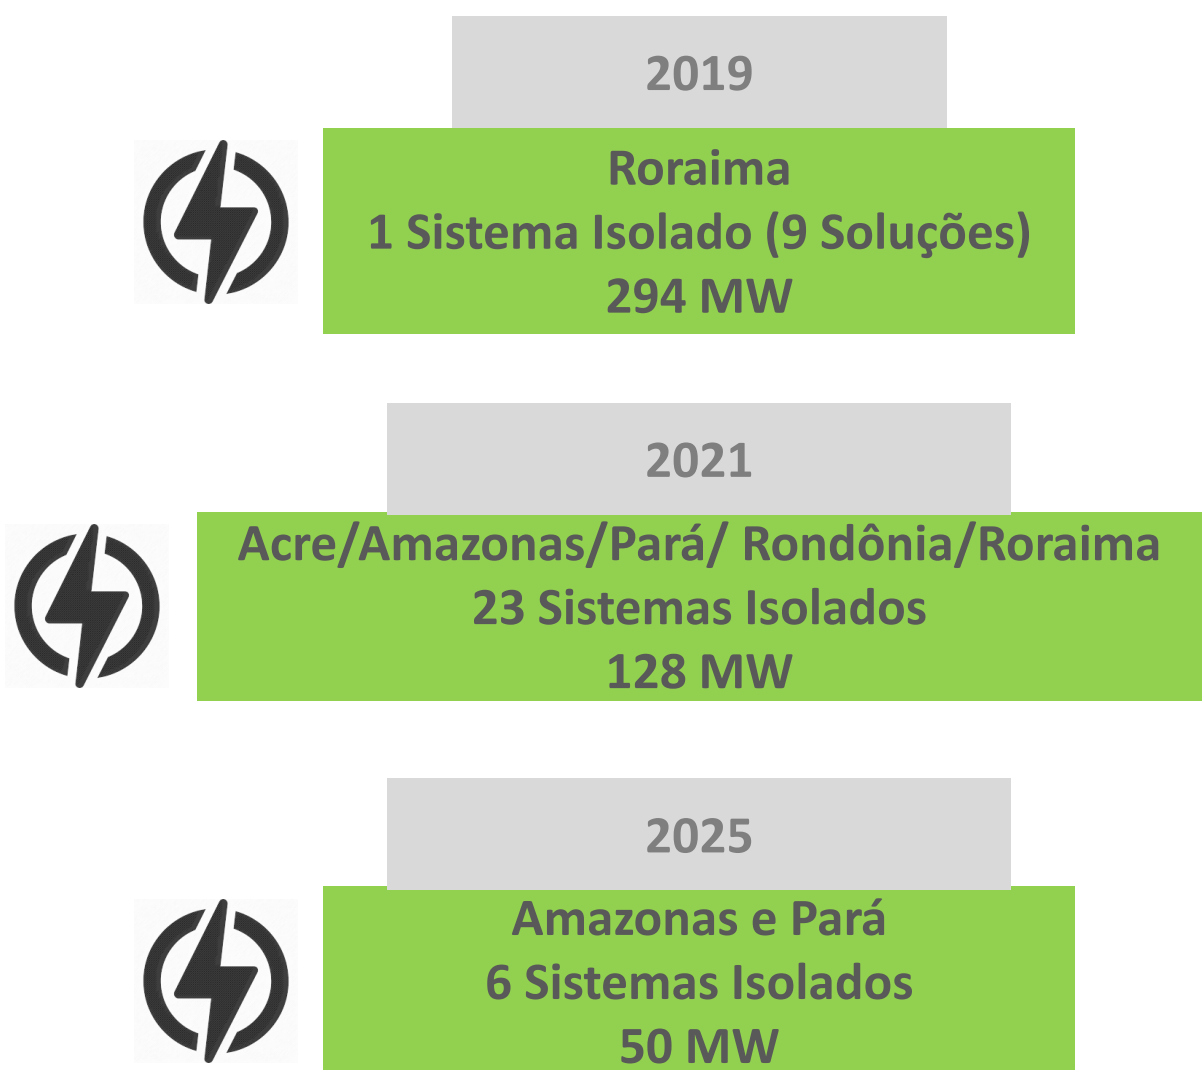 2019
Roraima
1 Sistema Isolado (9 Soluções)
294 MW
2021
Acre/Amazonas/Pará/ Rondônia/Roraima
23 Sistemas Isolados
128 MW
2025
Amazonas e Pará
6 Sistemas Isolados
50 MW